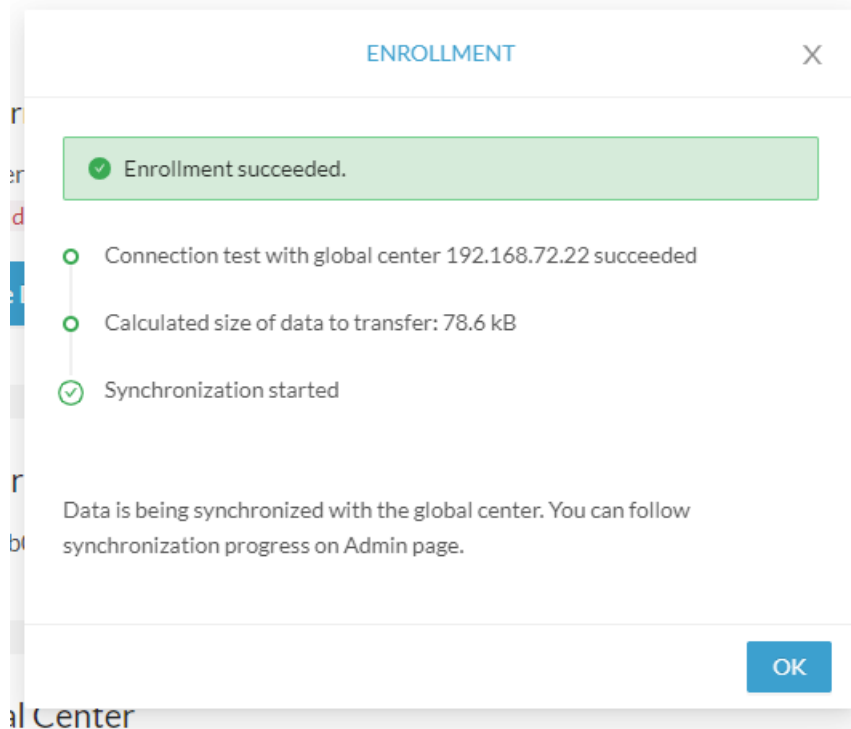 ENROLLMENT
X
Enrollment succeeded.
Connection test with global center 192.168.72.22 succeeded
Calculated size of data to transfer: 78.6 kB
Synchronization started
Data is being synchronized with the global center. You can follow
synchronization progress on Admin page.
OK
al Center